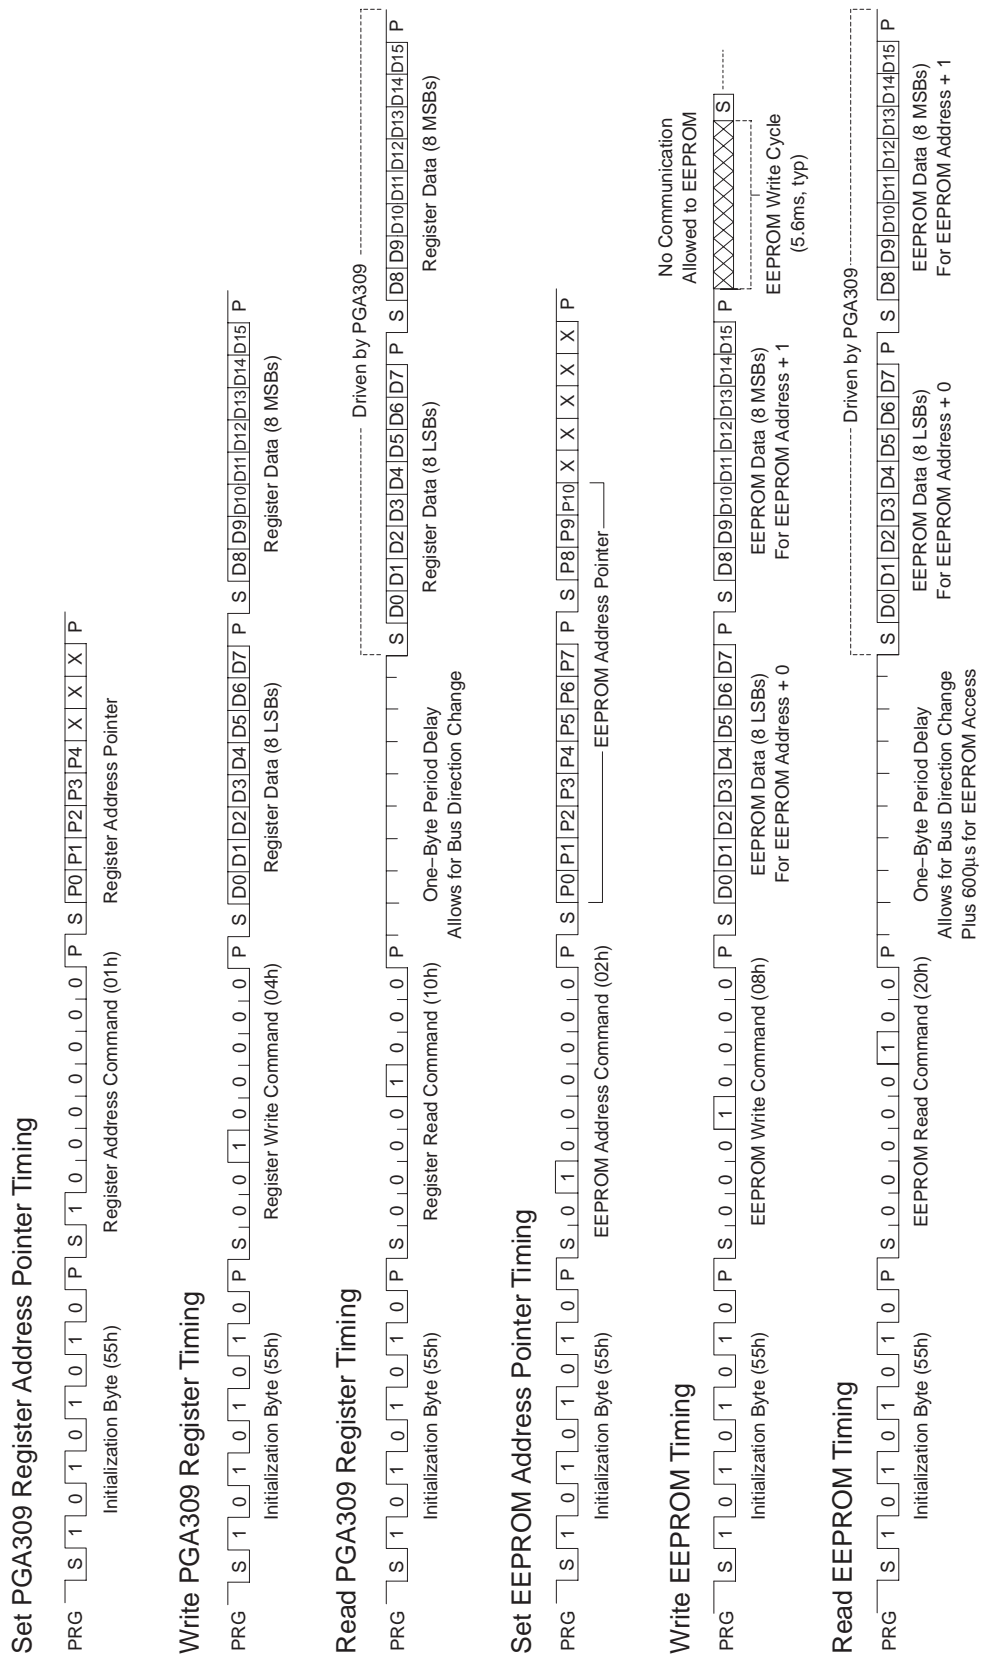 Set PGA309 Register Address Pointer Timing
PRG S 1 0 1 0 1 0 1 0 P S 1 0 0 0 0 0 0 0 P S P0 P1 P2 P3 P4 X X X P
Initialization Byte (55h) Register Address Command (01h) Register Address Pointer
Write PGA309 Register Timing
PRG S 1 0 1 0 1 0 1 0 P S 0 0 1 0 0 0 0 0 P S D0 D1 D2 D3 D4 D5 D6 D7 P S D8 D9 D10 D11 D12 D13 D14 D15 P
Initialization Byte (55h) Register Write Command (04h) Register Data (8 LSBs) Register Data (8 MSBs)
Read PGA309 Register Timing
Driven by PGA309
PRG S 1 0 1 0 1 0 1 0 P S 0 0 0 0 1 0 0 0 P S D0 D1 D2 D3 D4 D5 D6 D7 P S D8 D9 D10 D11 D12 D13 D14 D15 P
Initialization Byte (55h) Register Read Command (10h) One−Byte Period Delay Register Data (8 LSBs) Register Data (8 MSBs)
Allows for Bus Direction Change
Set EEPROM Address Pointer Timing
PRG S 1 0 1 0 1 0 1 0 P S 0 1 0 0 0 0 0 0 P S P0 P1 P2 P3 P4 P5 P6 P7 P S P8 P9 P10 X X X X X P
Initialization Byte (55h) EEPROM Address Command (02h) EEPROM Address Pointer
Write EEPROM Timing
No Communication
Allowed to EEPROM
PRG S 1 0 1 0 1 0 1 0 P S 0 0 0 1 0 0 0 0 P S D0 D1 D2 D3 D4 D5 D6 D7 P S D8 D9 D10 D11 D12 D13 D14 D15 P S
Initialization Byte (55h) EEPROM Write Command (08h) EEPROM Data (8 LSBs) EEPROM Data (8 MSBs) EEPROM Write Cycle
For EEPROM Address + 0 For EEPROM Address + 1 (5.6ms, typ)
Read EEPROM Timing
Driven by PGA309
PRG S 1 0 1 0 1 0 1 0 P S 0 0 0 0 0 1 0 0 P S D0 D1 D2 D3 D4 D5 D6 D7 P S D8 D9 D10 D11 D12 D13 D14 D15 P
Initialization Byte (55h) EEPROM Read Command (20h) One−Byte Period Delay EEPROM Data (8 LSBs) EEPROM Data (8 MSBs)
Allows for Bus Direction Change For EEPROM Address + 0 For EEPROM Address + 1
Plus 600µs for EEPROM Access